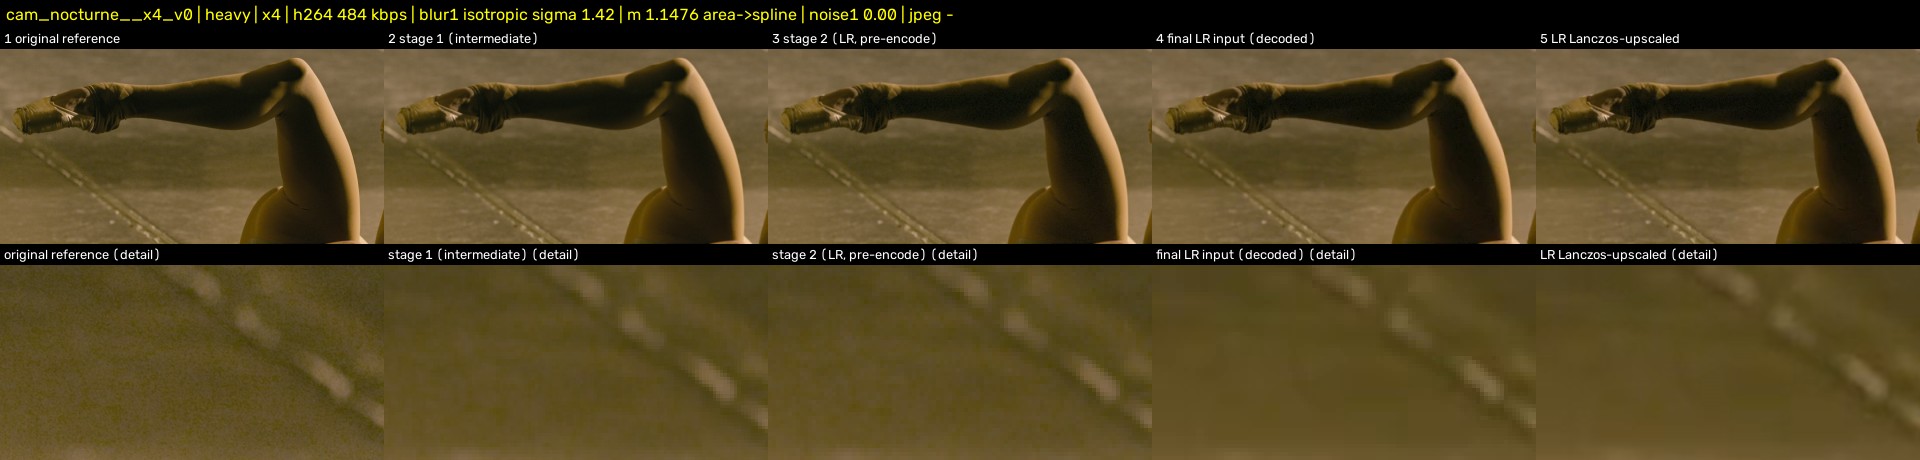 cam_nocturne__x4_v0 | heavy | x4 | h264 484 kbps | blur1 isotropic sigma 1.42 | m 1.1476 area->spline | noise1 0.00 | jpeg -
1 original reference
2 stage 1 (intermediate)
3 stage 2 (LR, pre-encode)
4 final LR input (decoded)
5 LR Lanczos-upscaled
original reference (detail)
stage 1 (intermediate) (detail)
stage 2 (LR, pre-encode) (detail)
final LR input (decoded) (detail)
LR Lanczos-upscaled (detail)